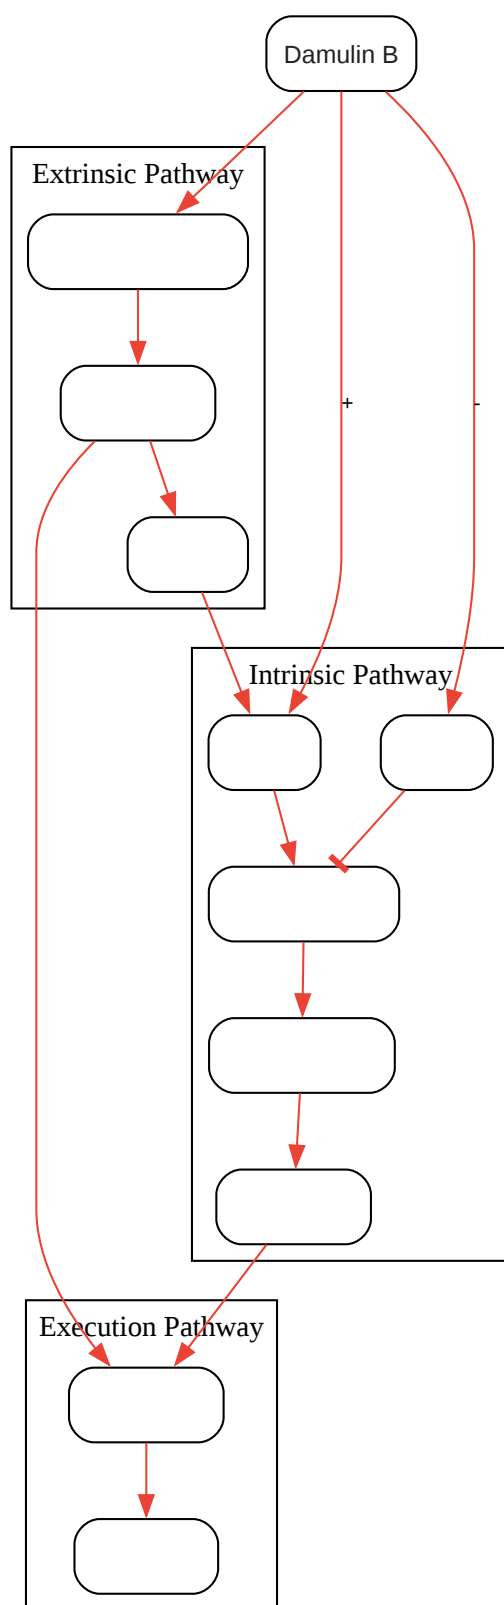 Damulin B
Extrinsic Pathway
+
-
Intrinsic Pathway
Execution Pathway